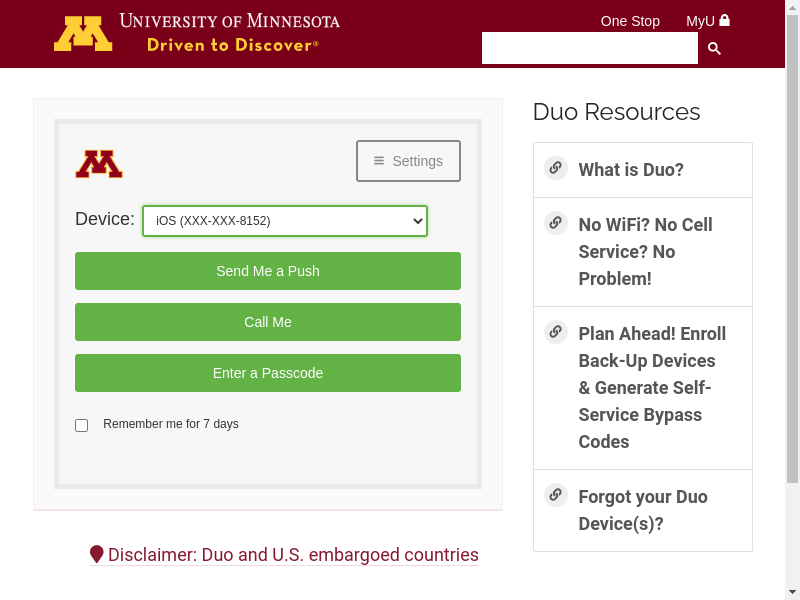 University of Minnesota
Driven to Discover®
One Stop
MyU
Settings
Device:
iOS (XXX-XXX-8152)
Send Me a Push
Call Me
Enter a Passcode
Remember me for 7 days
Disclaimer: Duo and U.S. embargoed countries
Duo Resources
What is Duo?
No WiFi? No Cell
Service? No
Problem!
Plan Ahead! Enroll
Back-Up Devices
& Generate Self-
Service Bypass
Codes
Forgot your Duo
Device(s)?